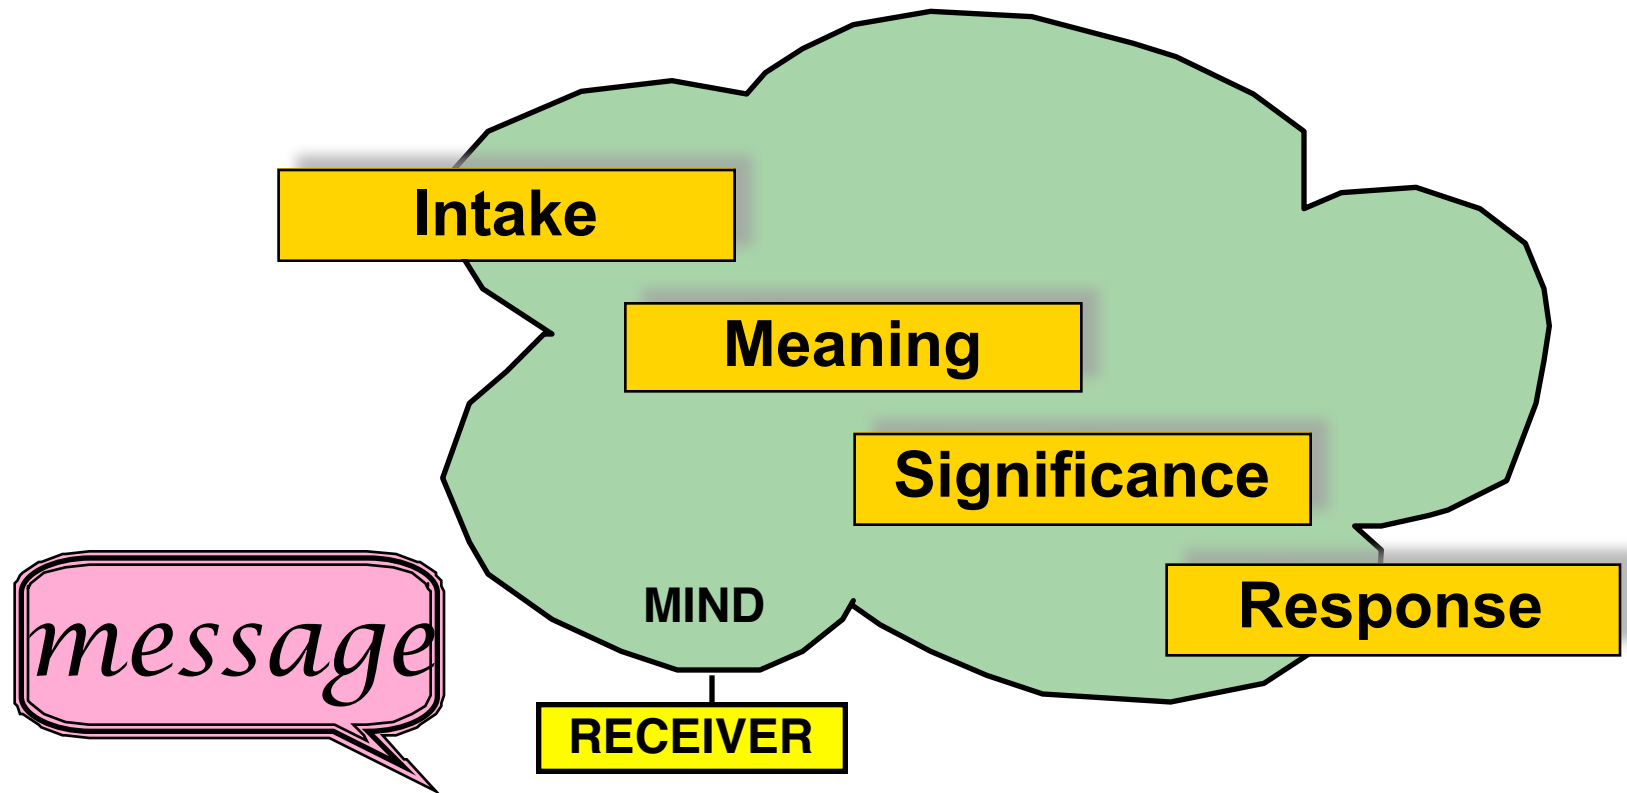 Intake
Meaning
Significance
Response
MIND
message
RECEIVER